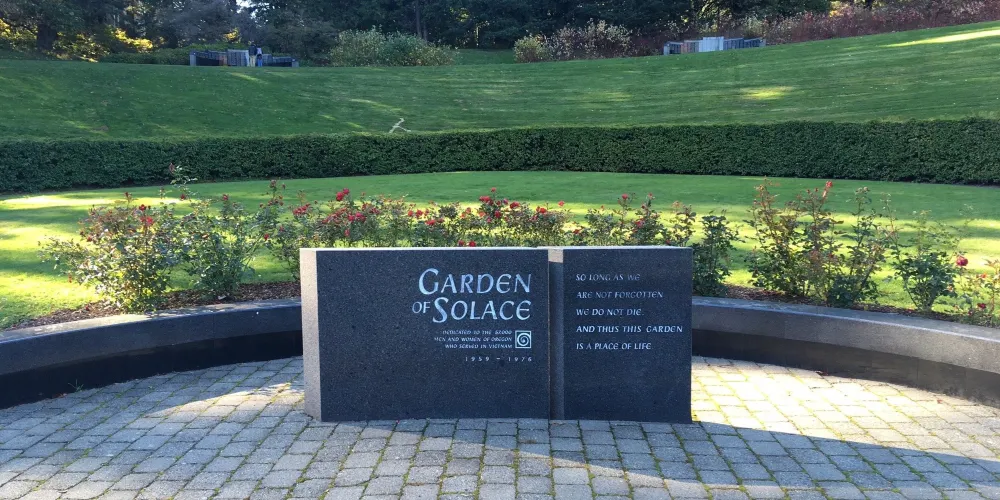 GARDEN
OF SOLACE
DEDICATED TO THE 57,000
MEN AND WOMEN OF OREGON
WHO SERVED IN VIETNAM
1959 - 1976
SO LONG AS WE
ARE NOT FORGOTTEN
WE DO NOT DIE
AND THUS THIS GARDEN
IS A PLACE OF LIFE